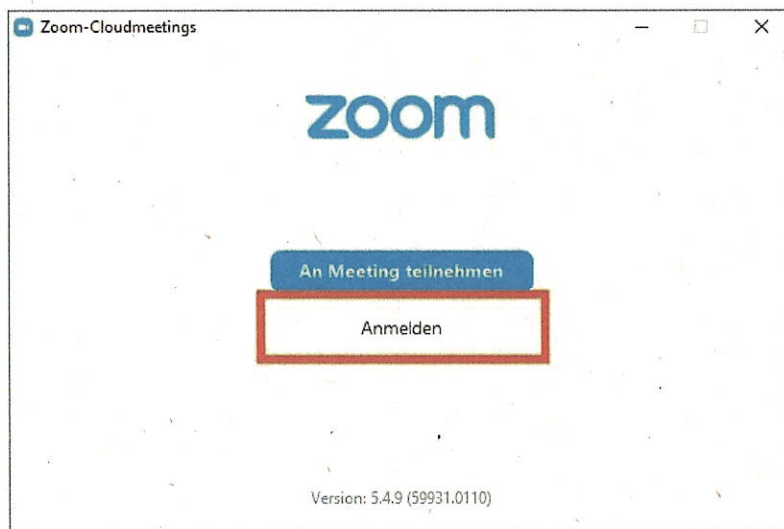 Zoom-Cloudmeetings
zoom
An Meeting teilnehmen
Anmelden
Version: 5.4.9 (59931.0110)